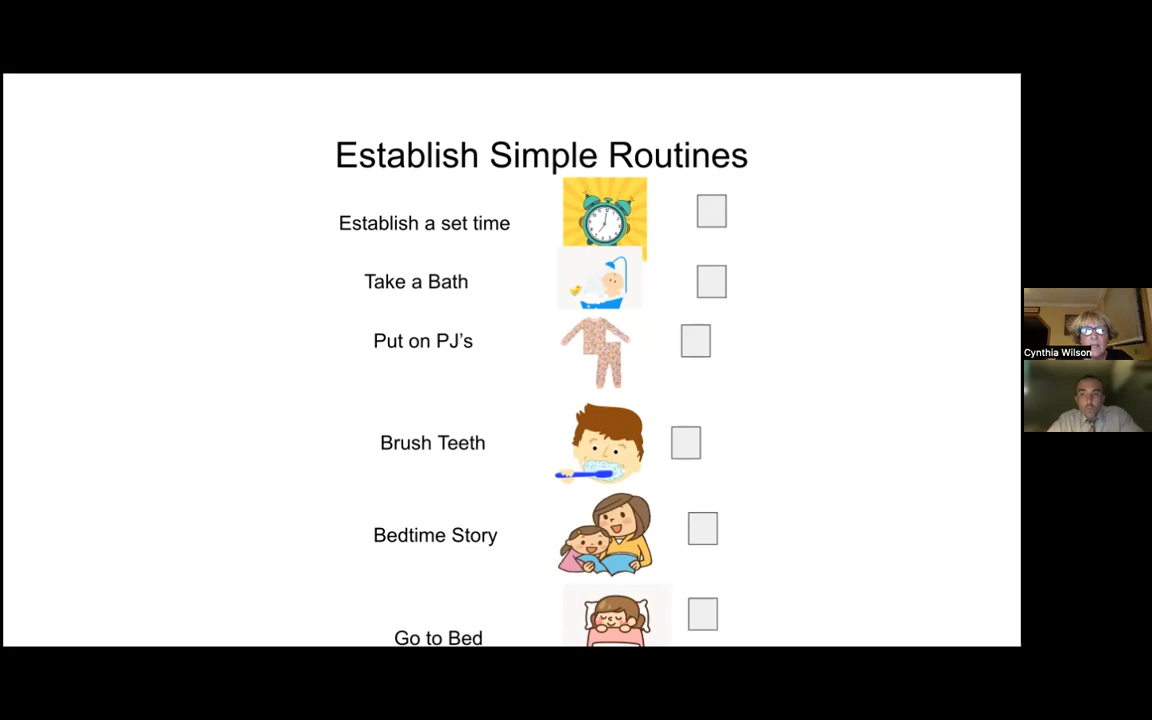 Establish Simple Routines
Establish a set time
Take a Bath
Put on PJ's
Brush Teeth
Bedtime Story
Go to Bed
Cynthia Wilson